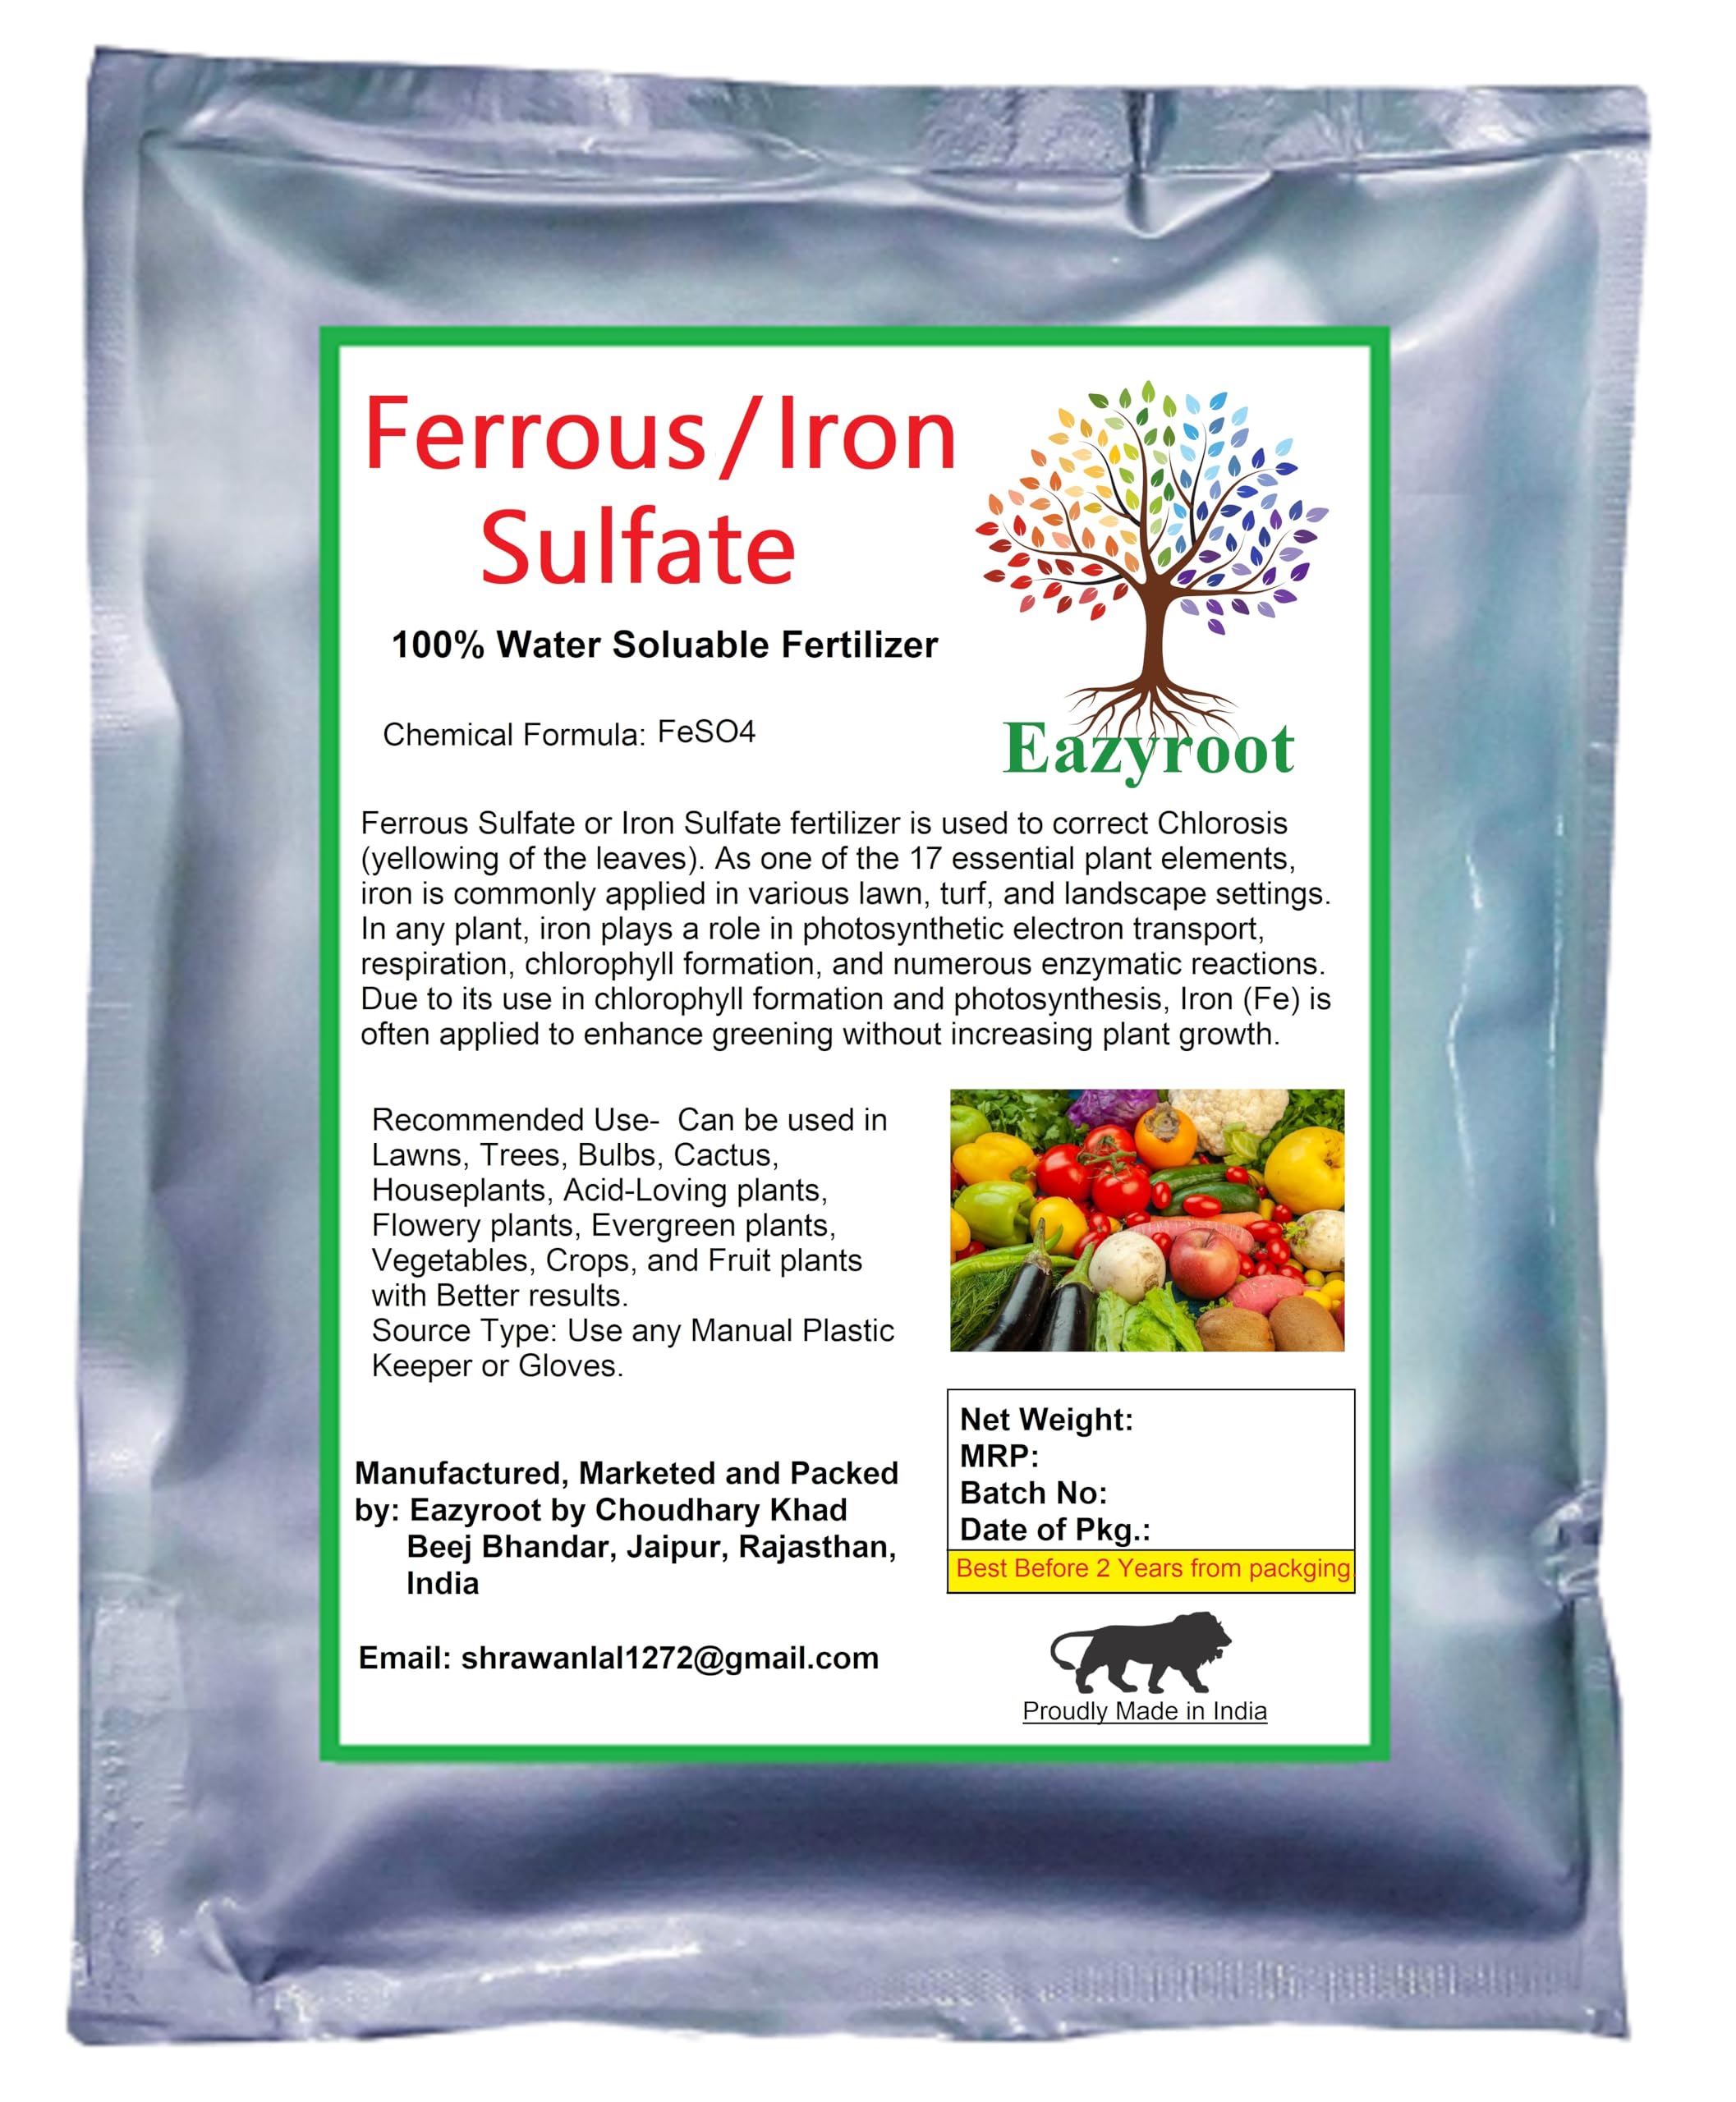 Ferrous/Iron
Sulfate
100% Water Soluable Fertilizer
Chemical Formula: FeSO4
Eazyroot
Ferrous Sulfate or Iron Sulfate fertilizer is used to correct Chlorosis
(yellowing of the leaves). As one of the 17 essential plant elements,
iron is commonly applied in various lawn, turf, and landscape settings.
In any plant, iron plays a role in photosynthetic electron transport,
respiration, chlorophyll formation, and numerous enzymatic reactions.
Due to its use in chlorophyll formation and photosynthesis, Iron (Fe) is
often applied to enhance greening without increasing plant growth.
Recommended Use- Can be used in
Lawns, Trees, Bulbs, Cactus,
Houseplants, Acid-Loving plants,
Flowery plants, Evergreen plants,
Vegetables, Crops, and Fruit plants
with Better results.
Source Type: Use any Manual Plastic
Keeper or Gloves.
Manufactured, Marketed and Packed
by: Eazyroot by Choudhary Khad
Beej Bhandar, Jaipur, Rajasthan,
India
Email: shrawanlal1272@gmail.com
Net Weight:
MRP:
Batch No:
Date of Pkg.:
Best Before 2 Years from packging.
Proudly Made in India